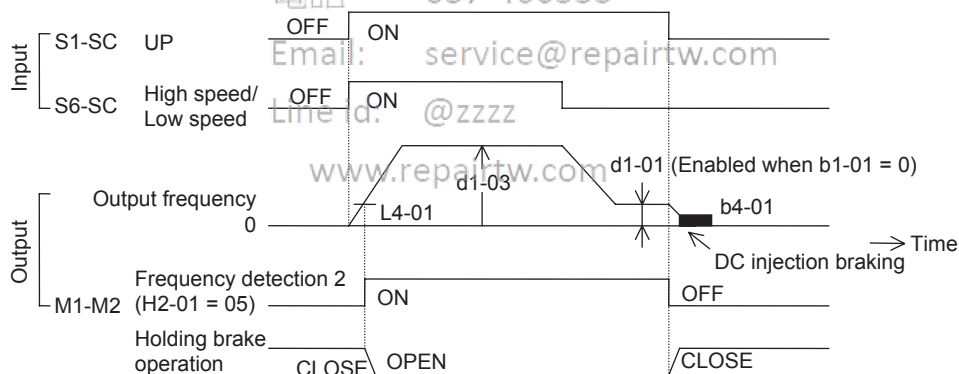 OFF ON
Input
S1-SC UP
Email: service@repairtw.com
S6-SC High speed/
Low speed
OFF ON
Line id: @zzzz
www.repairtw.com
d1-01 (Enabled when b1-01 = 0)
d1-03
Output frequency
0
L4-01
b4-01
Time
DC injection braking
Output
Frequency detection 2
M1-M2 (H2-01 = 05)
ON OFF
Holding brake
operation
CLOSE OPEN CLOSE